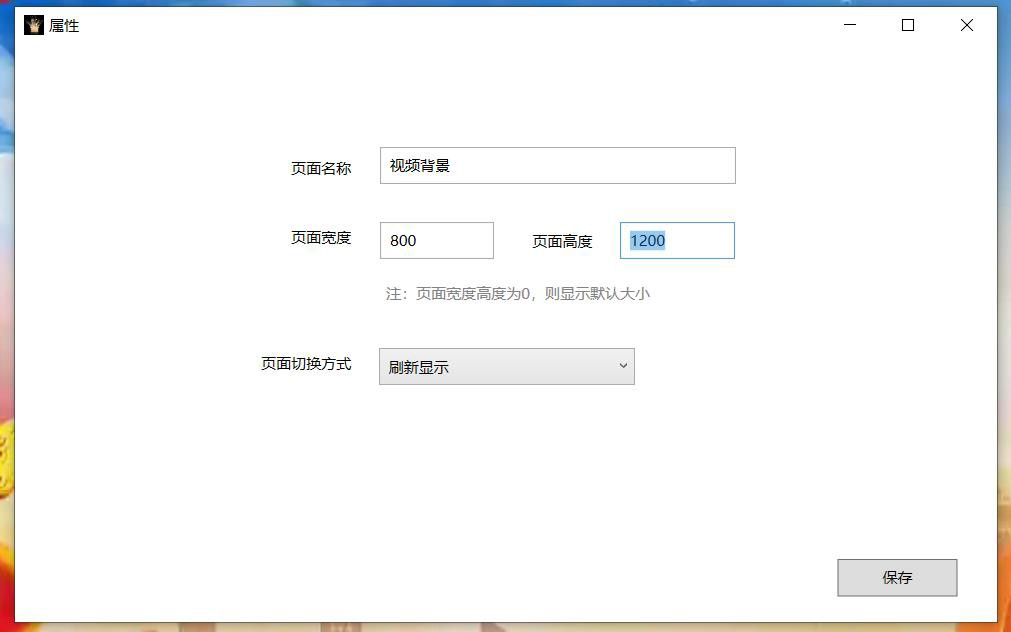 属性
页面名称 视频背景
页面宽度 800 页面高度 1200
注：页面宽度高度为0，则显示默认大小
页面切换方式 刷新显示
保存